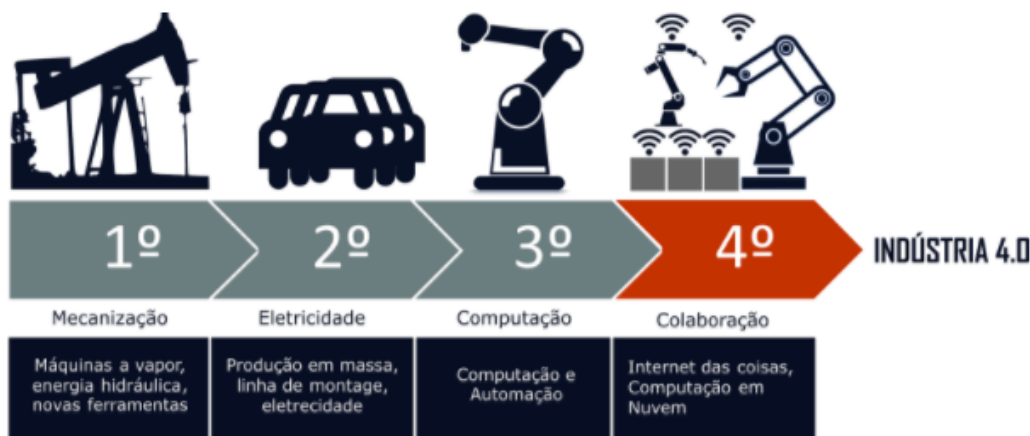 1º
2º
3º
4º
INDÚSTRIA 4.0
Mecanização
Eletricidade
Computação
Colaboração
Máquinas a vapor,
energia hidráulica,
novas ferramentas
Produção em massa,
linha de montage,
eletrecidade
Computação e
Automação
Internet das coisas,
Computação em
Nuvem